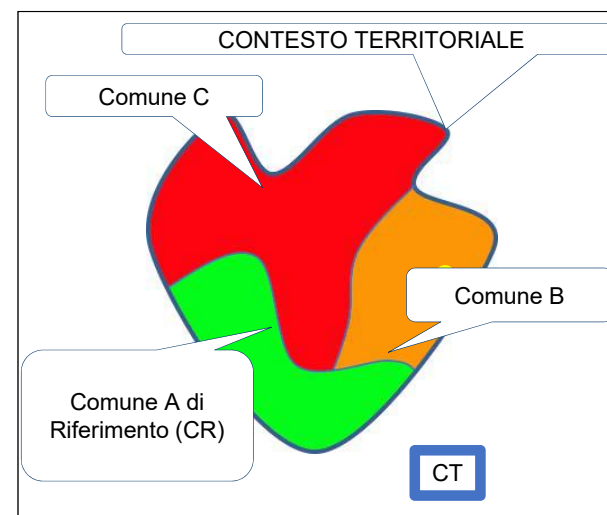 CONTESTO TERRITORIALE
Comune C
Comune B
Comune A di
Riferimento (CR)
CT